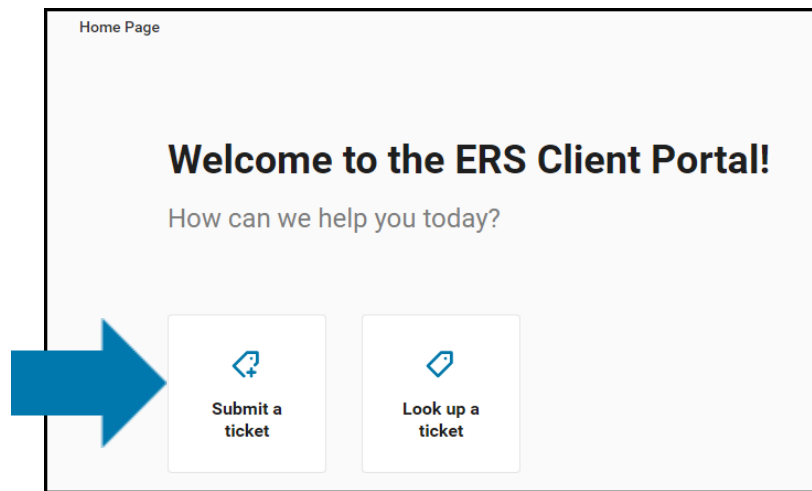 Home Page
Welcome to the ERS Client Portal!
How can we help you today?
Submit a
ticket
Look up a
ticket